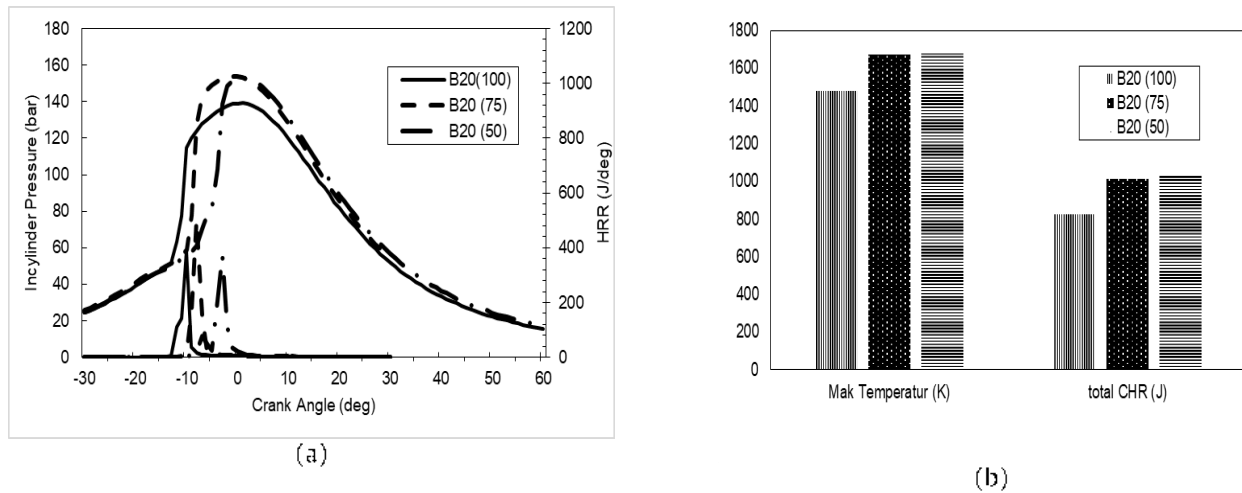 180
160
140
120
100
80
60
40
20
0
Incylinder Pressure (bar)
B20(100)
B20 (75)
B20 (50)
1200
1000
800
600
400
200
0
HRR (J/deg)
-30 -20 -10 0 10 20 30 40 50 60
Crank Angle (deg)
(a)
1800
1600
1400
1200
1000
800
600
400
200
0
B20 (100)
B20 (75)
B20 (50)
Mak Temperatur (K)
total CHR (J)
(b)